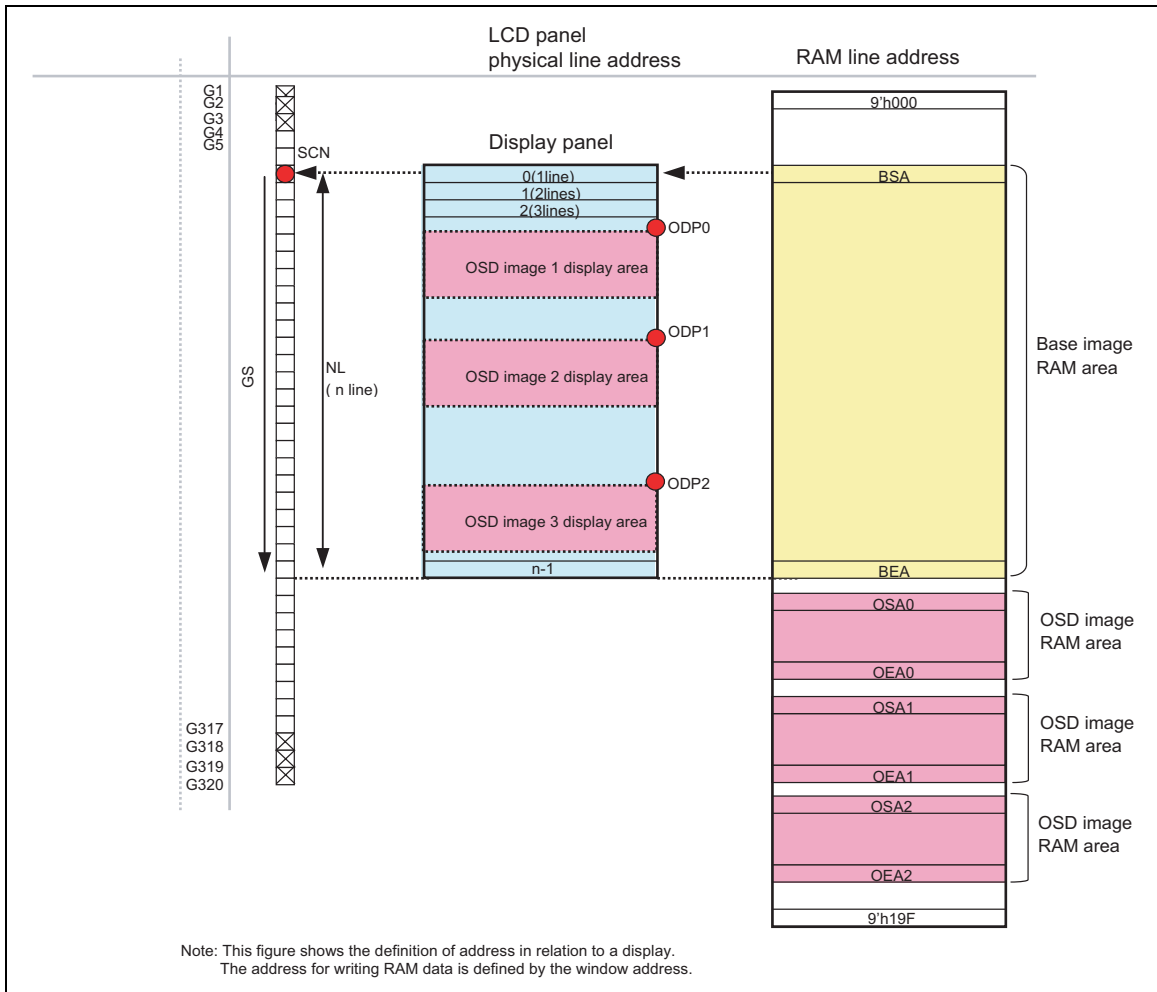 LCD panel
physical line address
RAM line address
G1
G2
G3
G4
G5
SCN
GS
NL
( n line)
G317
G318
G319
G320
Display panel
0(1line)
1(2lines)
2(3lines)
ODP0
OSD image 1 display area
ODP1
OSD image 2 display area
ODP2
OSD image 3 display area
n-1
9'h000
BSA
BEA
Base image
RAM area
OSA0
OEA0
OSD image
RAM area
OSA1
OEA1
OSD image
RAM area
OSA2
OEA2
OSD image
RAM area
9'h19F
Note: This figure shows the definition of address in relation to a display.
The address for writing RAM data is defined by the window address.